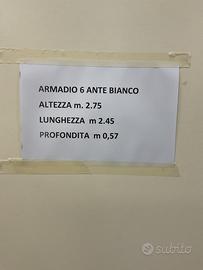 ARMADIO 6 ANTE BIANCO
ALTEZZA m. 2.75
LUNGHEZZA m 2.45
PROFONDITA m 0,57
subito